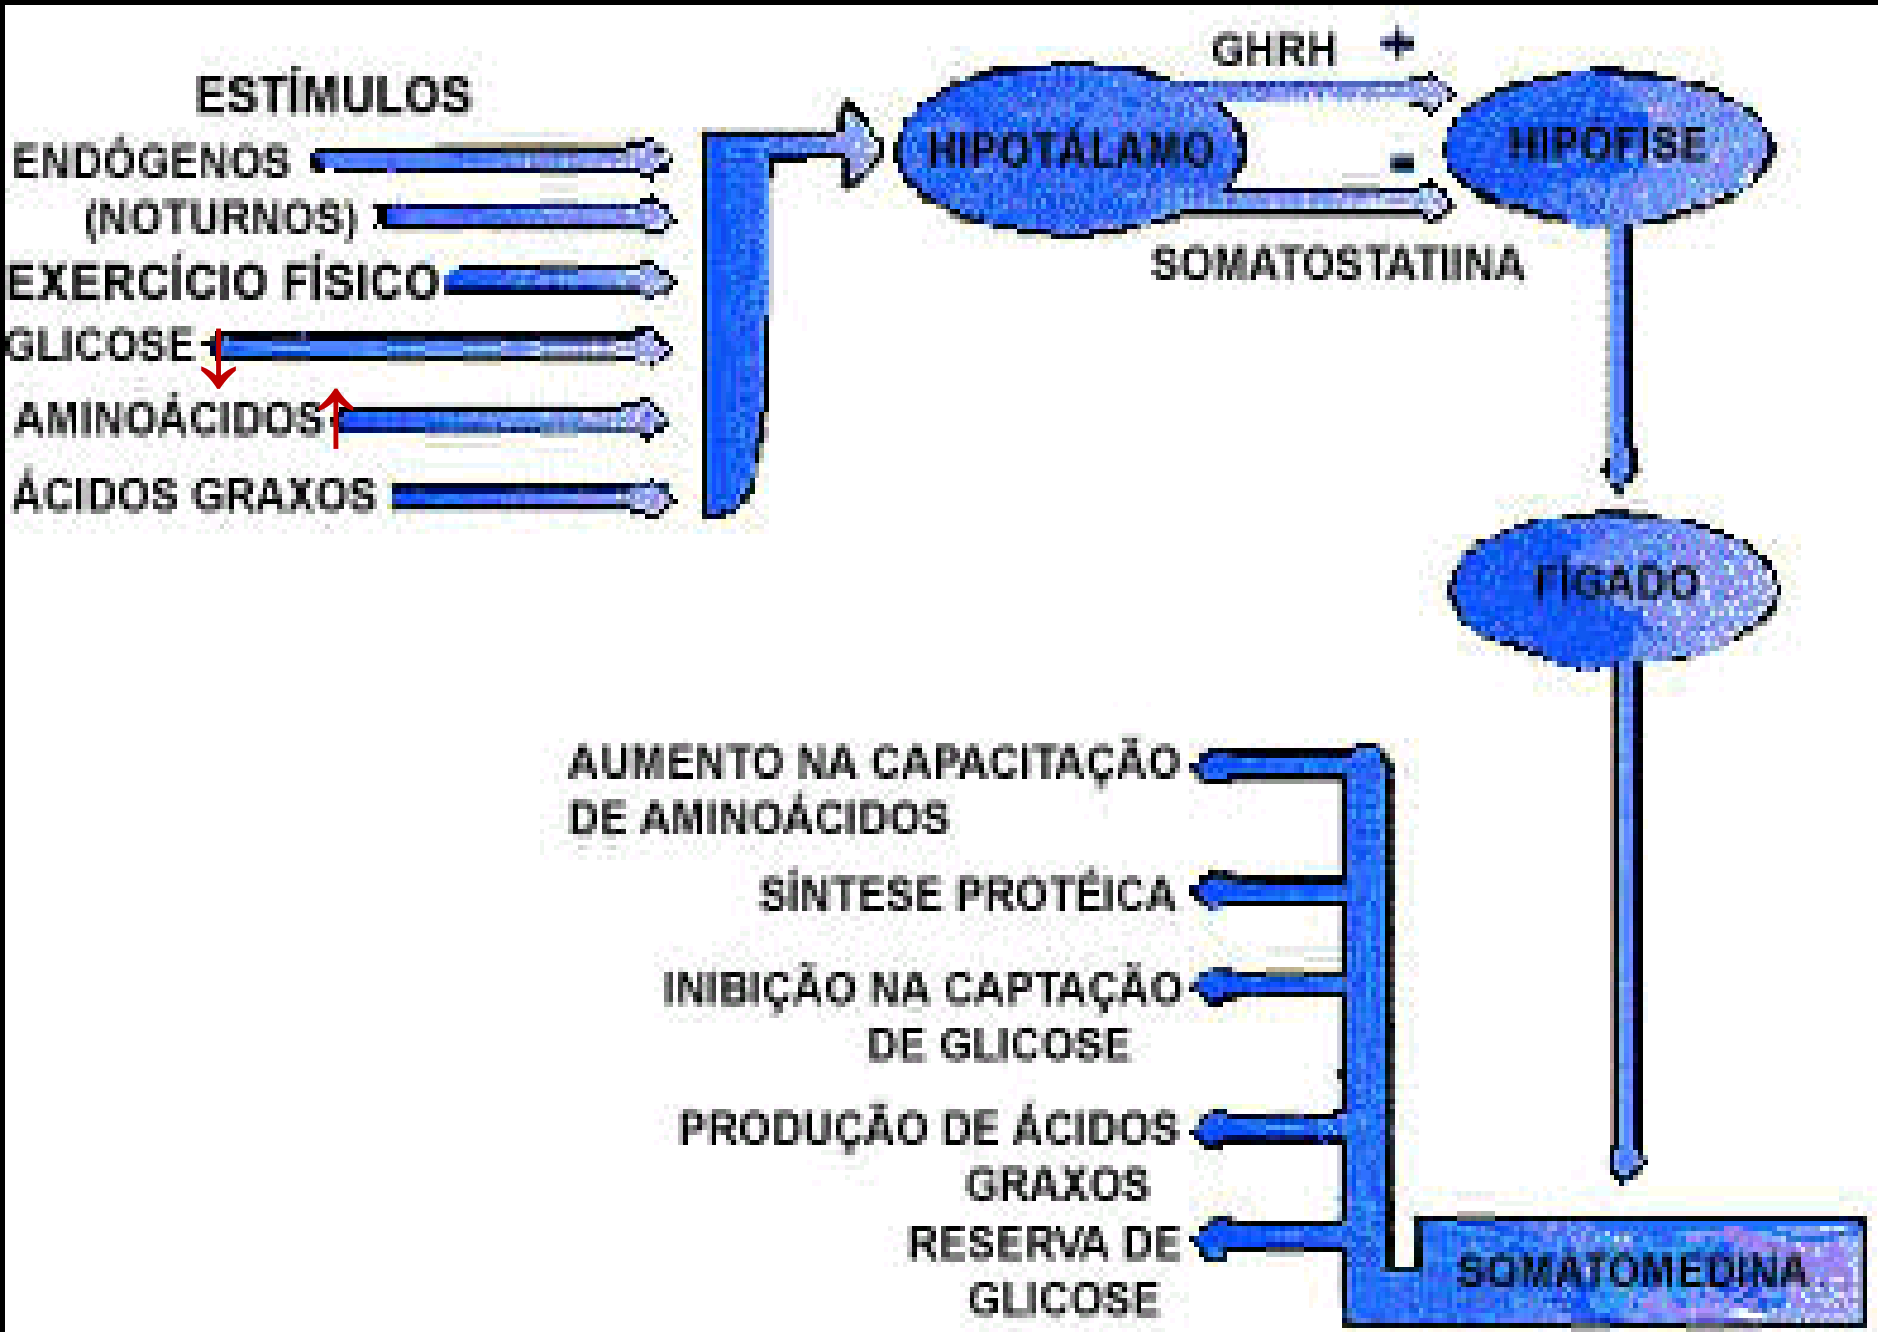 ESTÍMULOS
ENDÓGENOS
(NOTURNOS)
EXERCÍCIO FÍSICO
GLICOSE
AMINOÁCIDOS
ÁCIDOS GRAXOS
HIPOTÁLAMO
GHRH +
-
SOMATOSTATIINA
HIPÓFISE
FÍGADO
AUMENTO NA CAPACITAÇÃO
DE AMINOÁCIDOS
SÍNTESE PROTÉICA
INIBIÇÃO NA CAPTAÇÃO
DE GLICOSE
PRODUÇÃO DE ÁCIDOS
GRAXOS
RESERVA DE
GLICOSE
SOMATOMEDINA